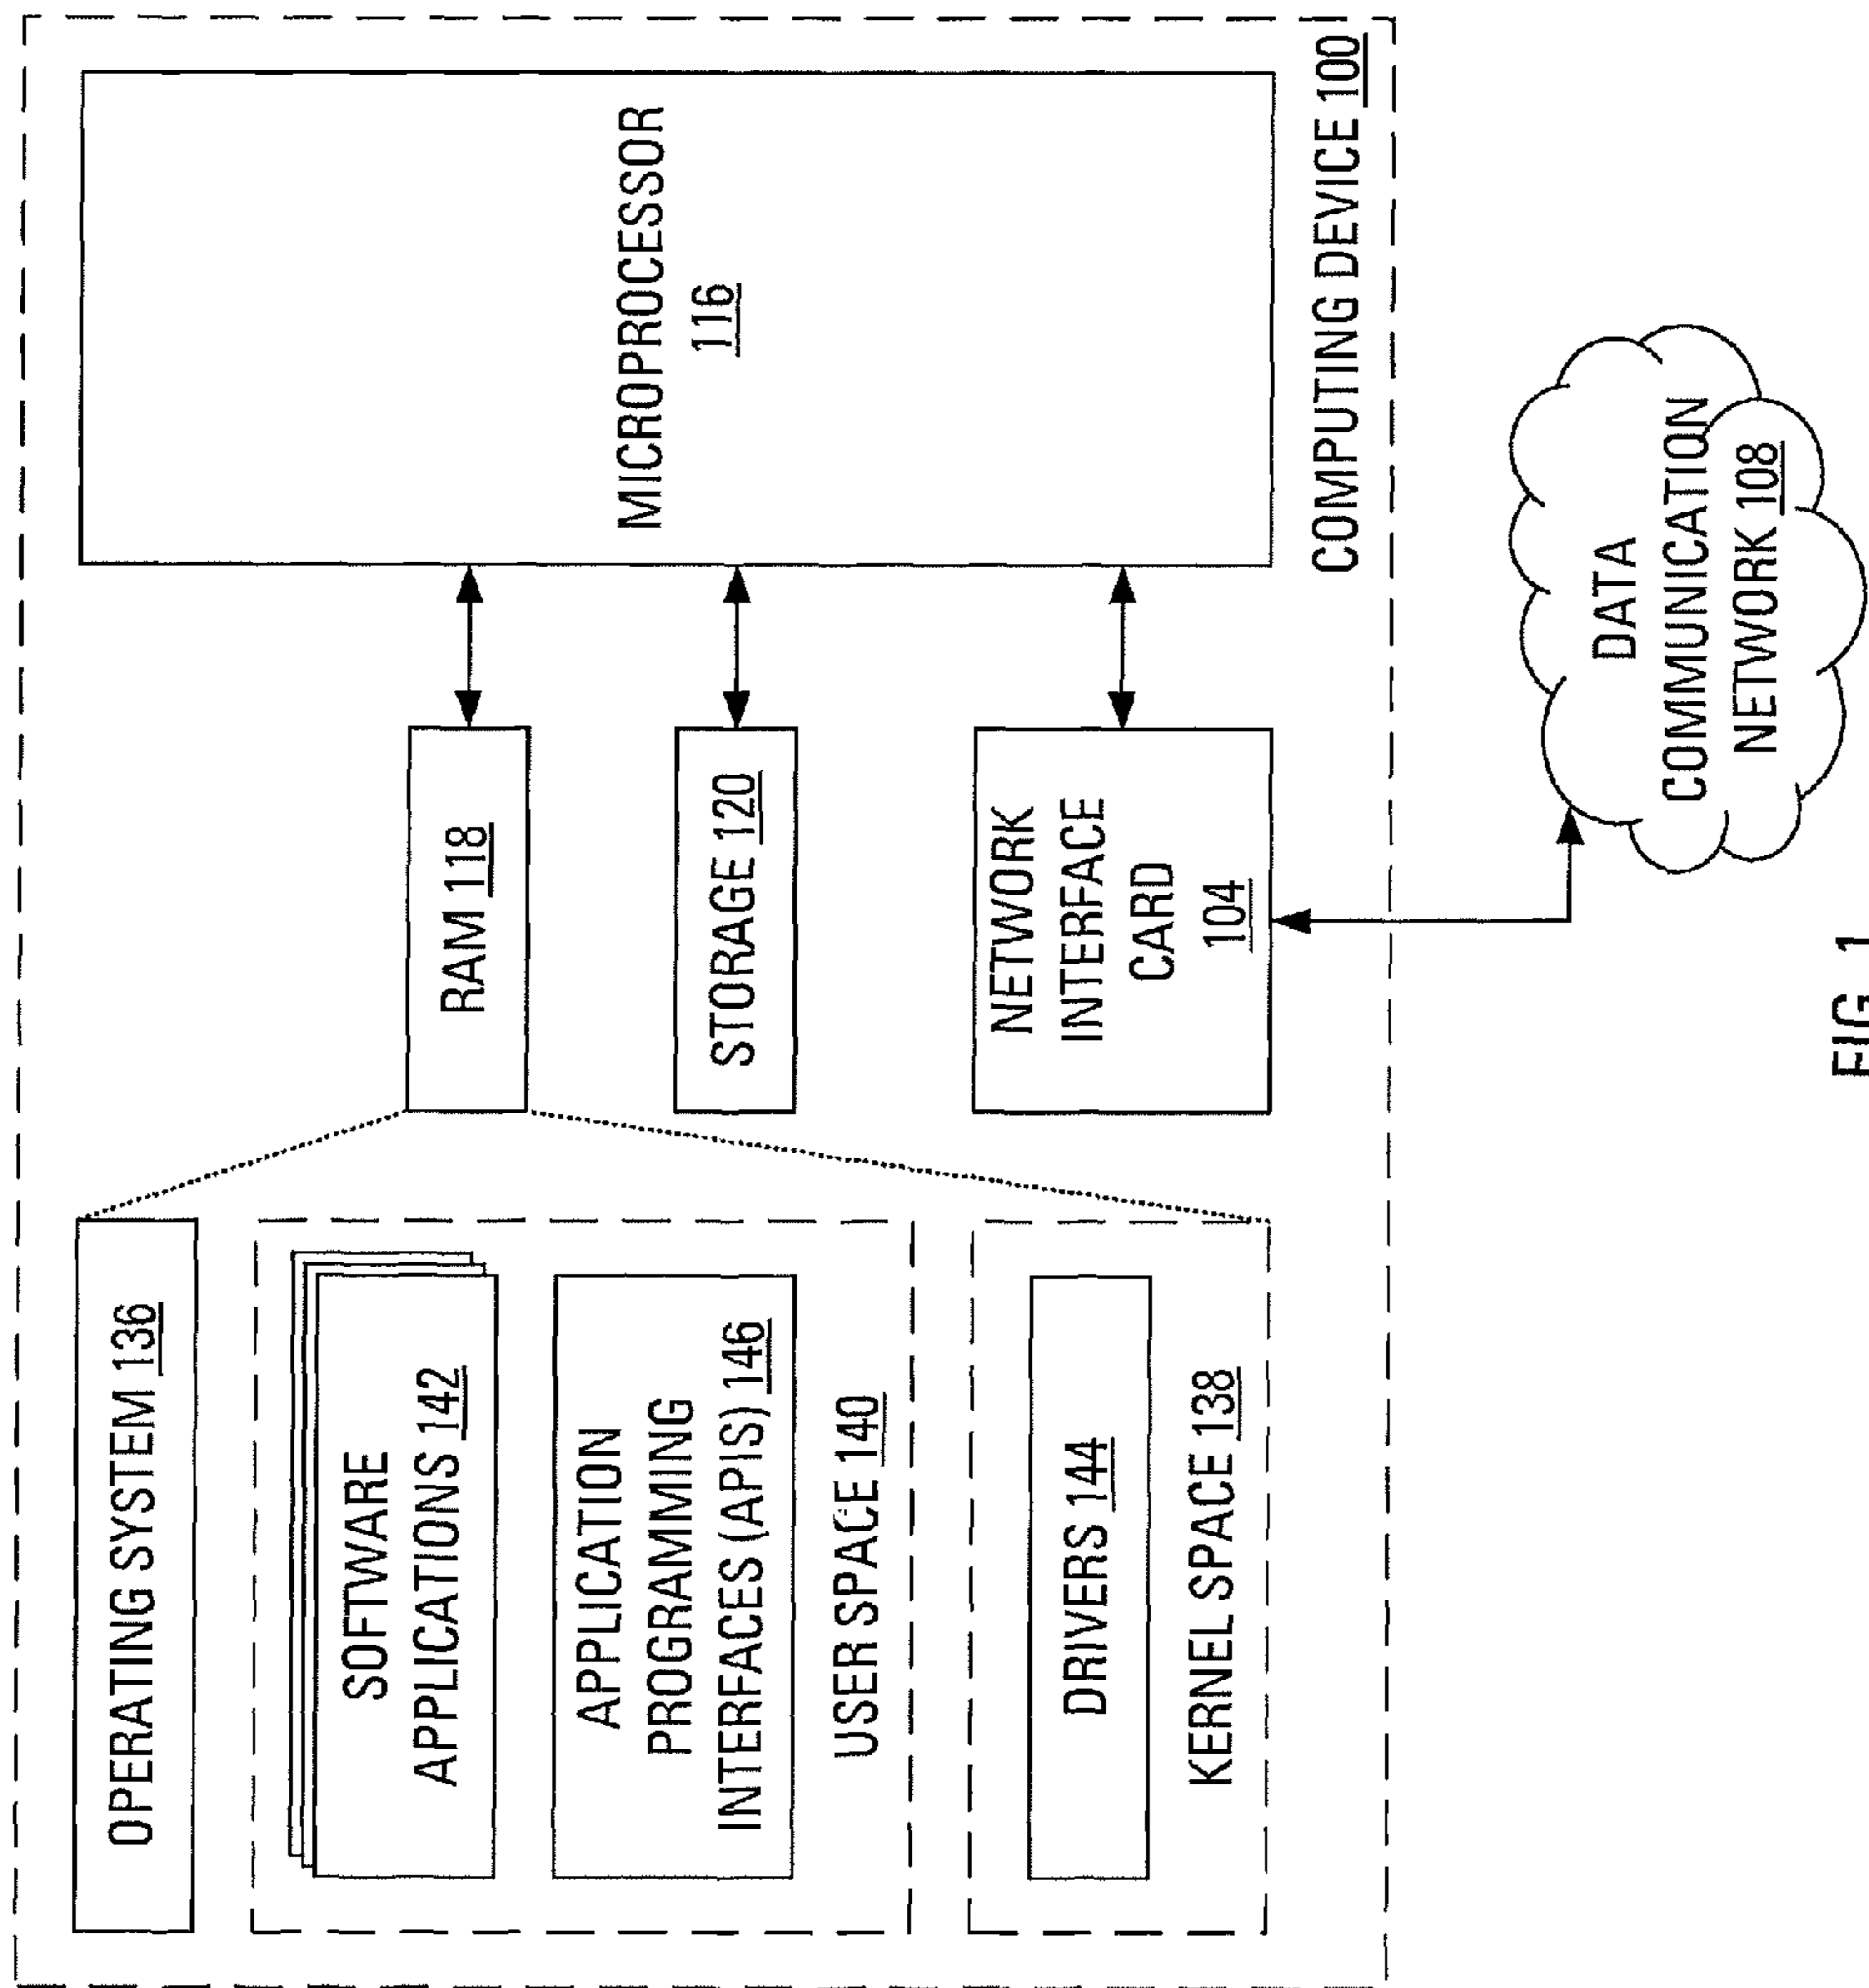 OPERATING SYSTEM 136
SOFTWARE
APPLICATIONS 142
APPLICATION
PROGRAMMING
INTERFACES (APIS) 146
USER SPACE 140
DRIVERS 144
KERNEL SPACE 138
RAM 118
STORAGE 120
NETWORK
INTERFACE
CARD
104
MICROPROCESSOR
116
COMPUTING DEVICE 100
DATA
COMMUNICATION
NETWORK 108
FIG. 1